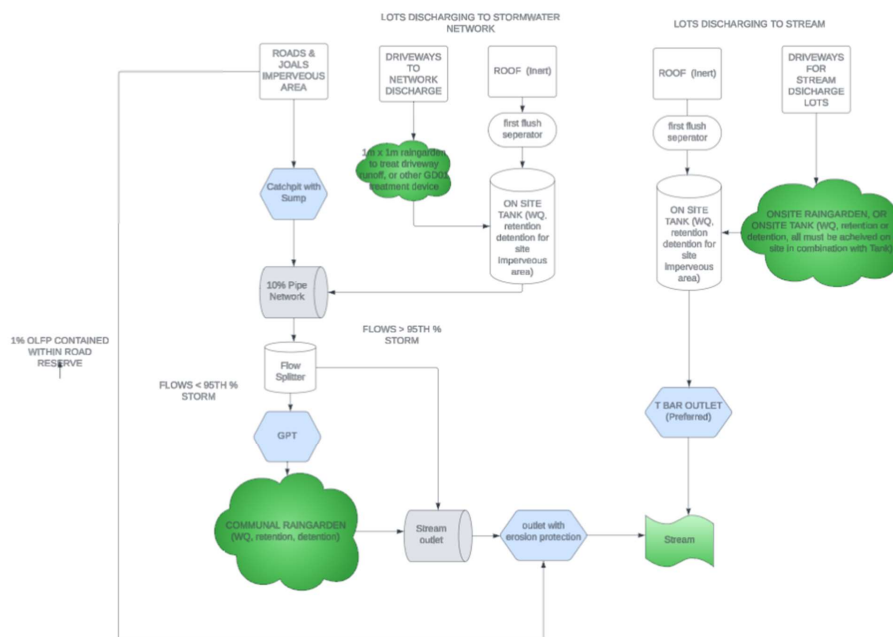 LOTS DISCHARGING TO STORMWATER
NETWORK
LOTS DISCHARGING TO STREAM
ROADS &
JOALS
IMPERVEOUS
AREA
DRIVEWAYS
TO
NETWORK
DISCHARGE
ROOF (Inert)
ROOF (Inert)
DRIVEWAYS
FOR
STREAM
DSICHARGE
LOTS
first flush
seperator
first flush
seperator
1m x 1m raingarden
to treat driveway
runoff, or other GD01
treatment device
Catchpit with
Sump
ON SITE
TANK (WQ,
retention
detention for
site
imperveous
area)
ON SITE
TANK (WQ,
retention
detention for
site
imperveous
area)
ONSITE RAINGARDEN, OR
ONSITE TANK (WQ, retention or
detention, all must be acheived on
site in combination with Tank)
10% Pipe
Network
FLOWS > 95TH %
STORM
1% OLFP CONTAINED
WITHIN ROAD
RESERVE
Flow
Splitter
FLOWS < 95TH %
STORM
T BAR OUTLET
(Preferred)
GPT
COMMUNAL RAINGARDEN
(WQ, retention, detention)
Stream
outlet
outlet with
erosion protection
Stream